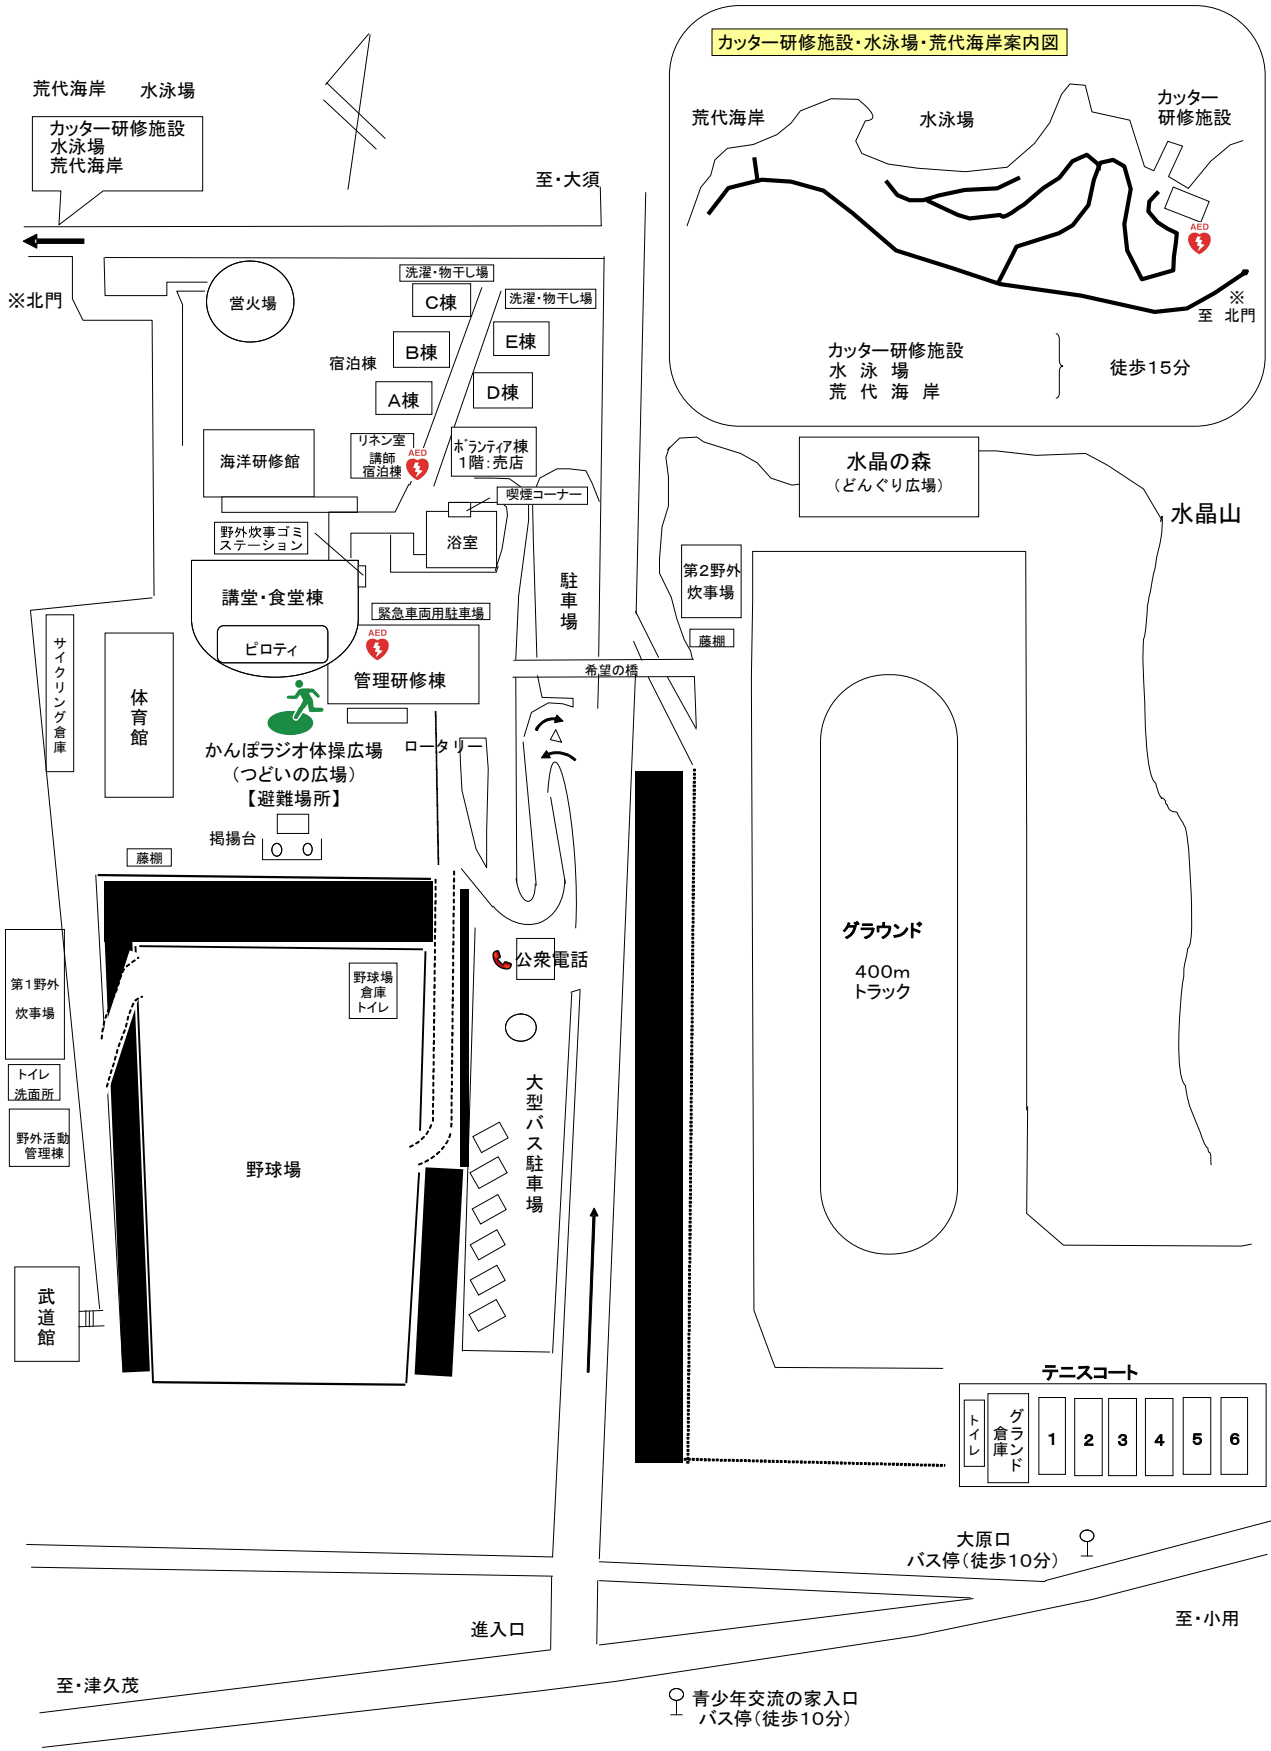 カッター研修施設・水泳場・荒代海岸案内図
荒代海岸
水泳場
カッター
研修施設
AED
※
至 北門
カッター研修施設
水 泳 場
荒 代 海 岸
徒歩15分
荒代海岸
水泳場
カッター研修施設
水泳場
荒代海岸
至・大須
※北門
営火場
洗濯・物干し場
C棟
洗濯・物干し場
B棟
E棟
宿泊棟
A棟
D棟
リネン室
講師
宿泊棟
AED
ボランティア棟
1階:売店
海洋研修館
喫煙コーナー
野外炊事ゴミ
ステーション
浴室
講堂・食堂棟
ピロティ
緊急車両用駐車場
AED
管理研修棟
駐車場
希望の橋
水晶の森
(どんぐり広場)
水晶山
第2野外
炊事場
藤棚
サイクリング倉庫
体育館
かんぽラジオ体操広場
(つどいの広場)
【避難場所】
ロータリー
掲揚台
藤棚
第1野外
炊事場
トイレ
洗面所
野外活動
管理棟
野球場
倉庫
トイレ
公衆電話
大型バス駐車場
野球場
武道館
グラウンド
400m
トラック
テニスコート
トイレ
グランド
倉庫
1
2
3
4
5
6
大原口
バス停(徒歩10分)
進入口
至・小用
至・津久茂
青少年交流の家入口
バス停(徒歩10分)